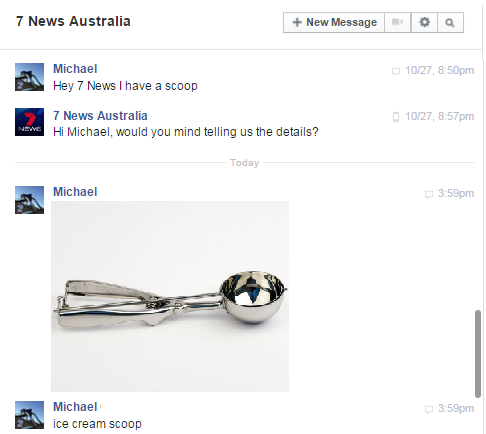 7 News Australia
+ New Message
Michael
10/27, 8:50pm
Hey 7 News I have a scoop
7 NEWS
7 News Australia
10/27, 8:57pm
Hi Michael, would you mind telling us the details?
Today
Michael
3:59pm
Michael
3:59pm
ice cream scoop